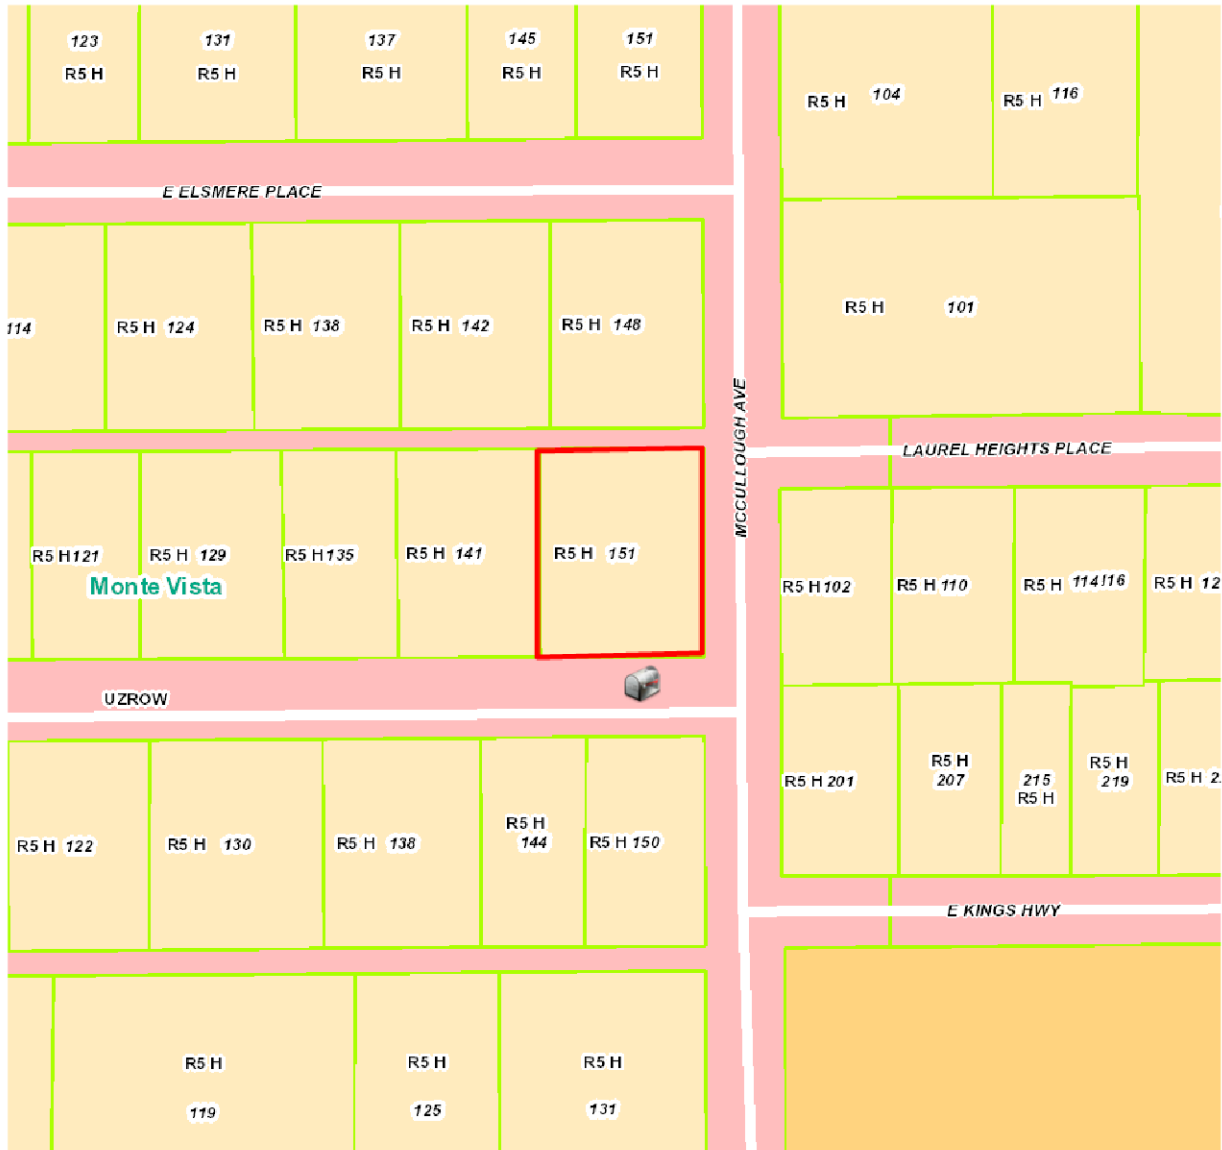 123 131 137 145 151
R5 H R5 H R5 H R5 H R5 H
R5 H 104 R5 H 116
E ELSMERE PLACE
114 R5 H 124 R5 H 138 R5 H 142 R5 H 148
R5 H 101
MCCULLOUGH AVE
LAUREL HEIGHTS PLACE
R5 H 121 R5 H 129 R5 H 135 R5 H 141 R5 H 151
Monte Vista
R5 H 102 R5 H 110 R5 H 114116 R5 H 12
UZROW
R5 H 201 R5 H 207 215 R5 H R5 H 219 R5 H 2
R5 H 122 R5 H 130 R5 H 138 R5 H 144 R5 H 150
E KINGS HWY
R5 H R5 H R5 H
119 125 131